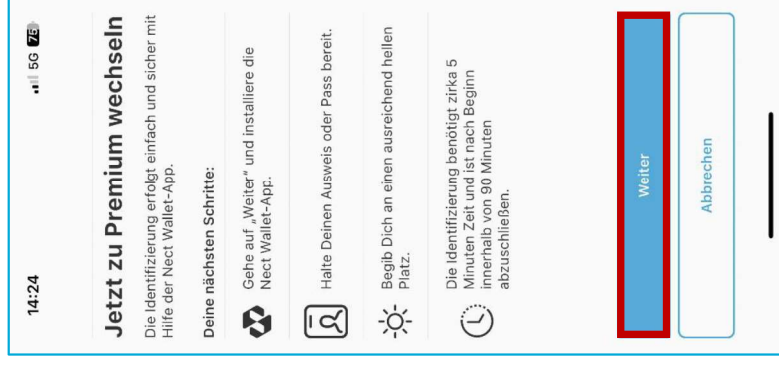 14:24 5G 75
Jetzt zu Premium wechseln
Die Identifizierung erfolgt einfach und sicher mit
Hilfe der Nect Wallet-App.
Deine nächsten Schritte:
Gehe auf „Weiter" und installiere die
Nect Wallet-App.
Halte Deinen Ausweis oder Pass bereit.
Begib Dich an einen ausreichend hellen
Platz.
Die Identifizierung benötigt zirka 5
Minuten Zeit und ist nach Beginn
innerhalb von 90 Minuten
abzuschließen.
Weiter
Abbrechen